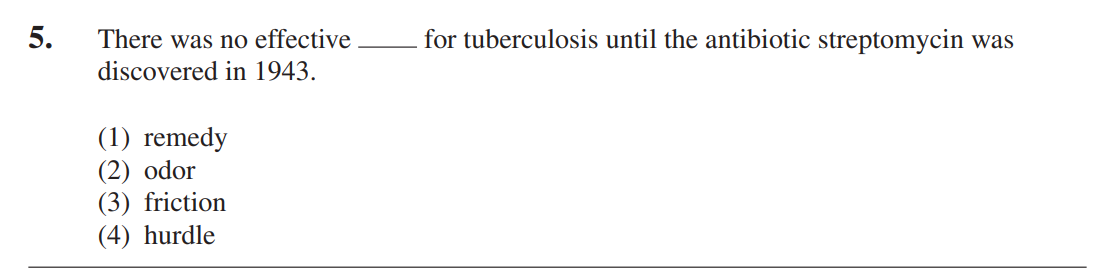 5. There was no effective ____ for tuberculosis until the antibiotic streptomycin was
discovered in 1943.
(1) remedy
(2) odor
(3) friction
(4) hurdle